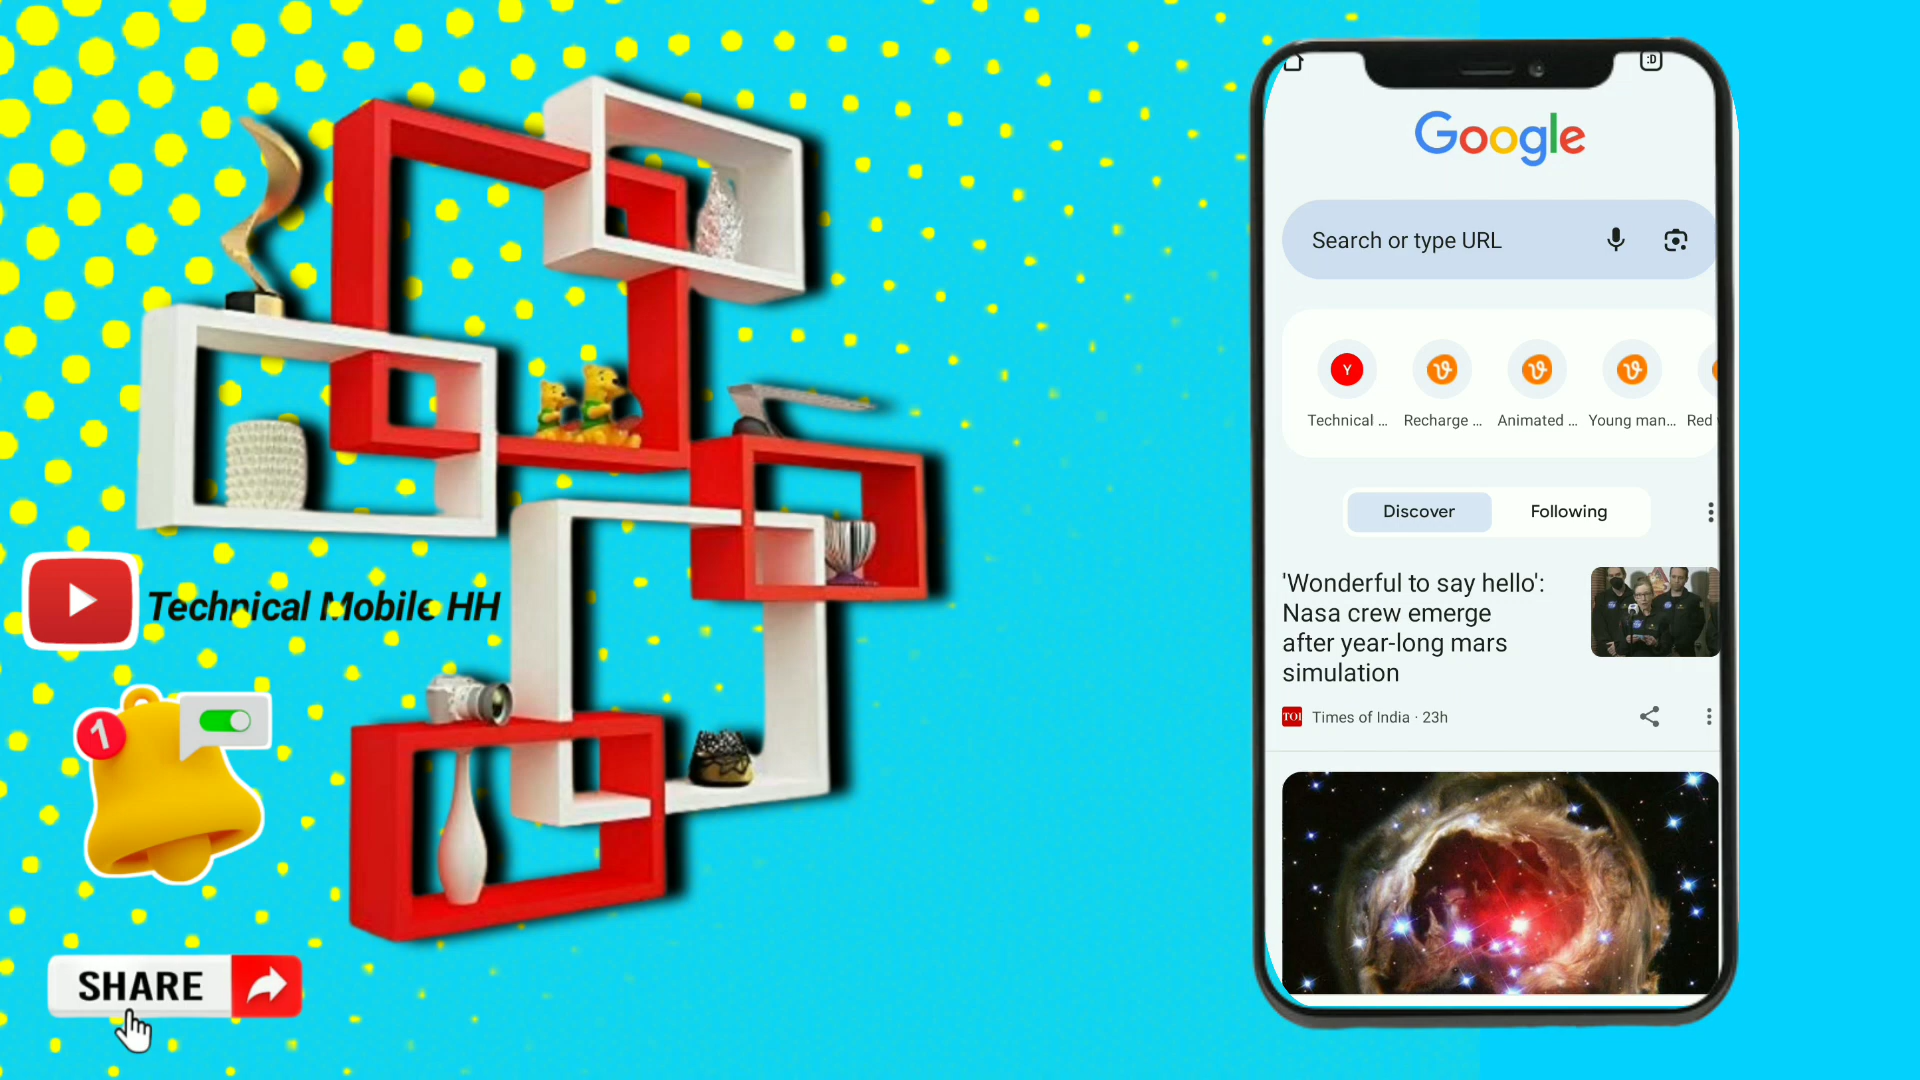 Technical Mobile HH
1
SHARE
:D
Google
Search or type URL
Y
Technical ...
Recharge ...
Animated ...
Young man...
Red
Discover
Following
'Wonderful to say hello':
Nasa crew emerge
after year-long mars
simulation
TOI
Times of India · 23h